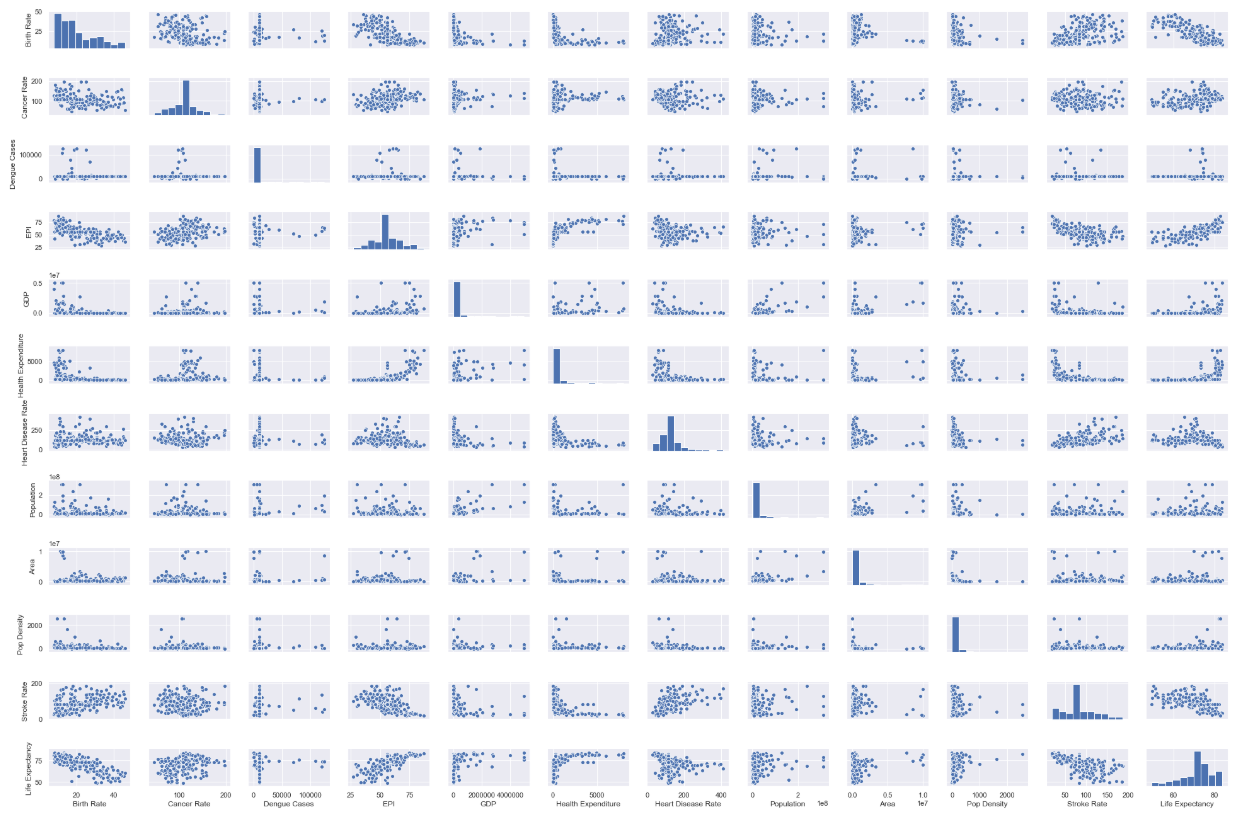 50
25
Birth Rate
200
100
Cancer Rate
100000
0
Dengue Cases
75
50
25
EPI
1e7
0.5
0.0
GDP
5000
0
Health Expenditure
250
0
Heart Disease Rate
1e8
2
0
Population
1e7
1
0
Area
2000
0
Pop Density
200
0
Stroke Rate
75
50
Life Expectancy
20 40
100 200
0 50000 100000
25 50 75
0 2000000 4000000
0 5000
0 200 400
0 2
0.0 0.5 1.0
0 1000 2000
50 100 150 200
60 80
Birth Rate Cancer Rate Dengue Cases EPI GDP Health Expenditure Heart Disease Rate Population 1e8 Area 1e7 Pop Density Stroke Rate Life Expectancy